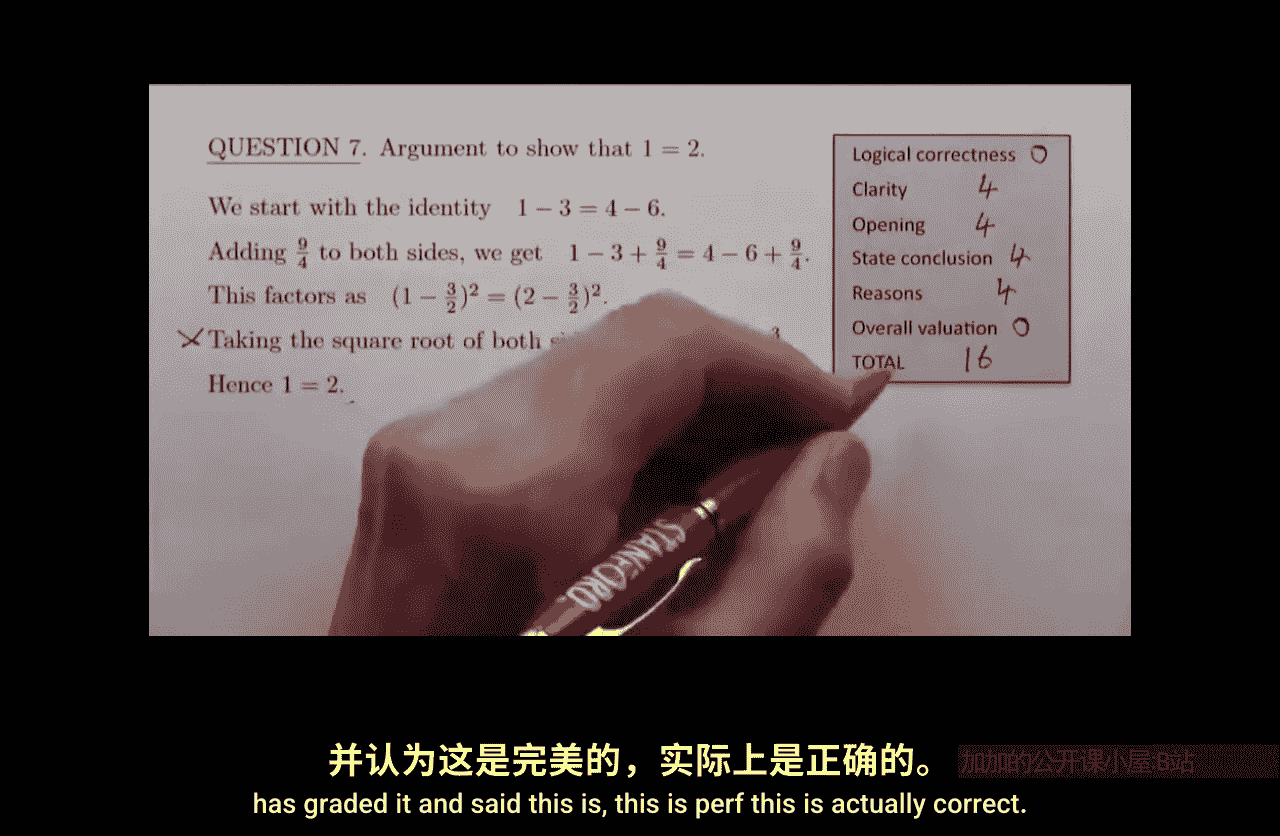 QUESTION 7. Argument to show that 1 = 2.
We start with the identity 1 − 3 = 4 − 6.
Adding 9/4 to both sides, we get 1 − 3 + 9/4 = 4 − 6 + 9/4.
This factors as (1 − 3/2)² = (2 − 3/2)².
✕ Taking the square root of both
Hence 1 = 2.
Logical correctness 0
Clarity 4
Opening 4
State conclusion 4
Reasons 4
Overall valuation 0
TOTAL 16
STANFORD
并认为这是完美的，实际上是正确的。
加加的公开课小屋:B站
has graded it and said this is, this is perf this is actually correct.